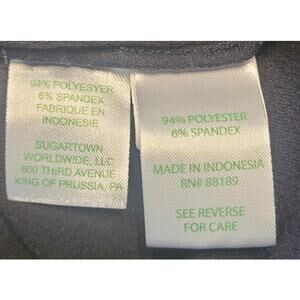 94% POLYESYER
6% SPANDEX
FABRIQUE EN
INDONESIE
SUGARTOWN
WORLDWIDE, LLC
800 THIRD AVENUE
KING OF PRUSSIA, PA
94% POLYESTER
6% SPANDEX
MADE IN INDONESIA
RN# 88189
SEE REVERSE
FOR CARE